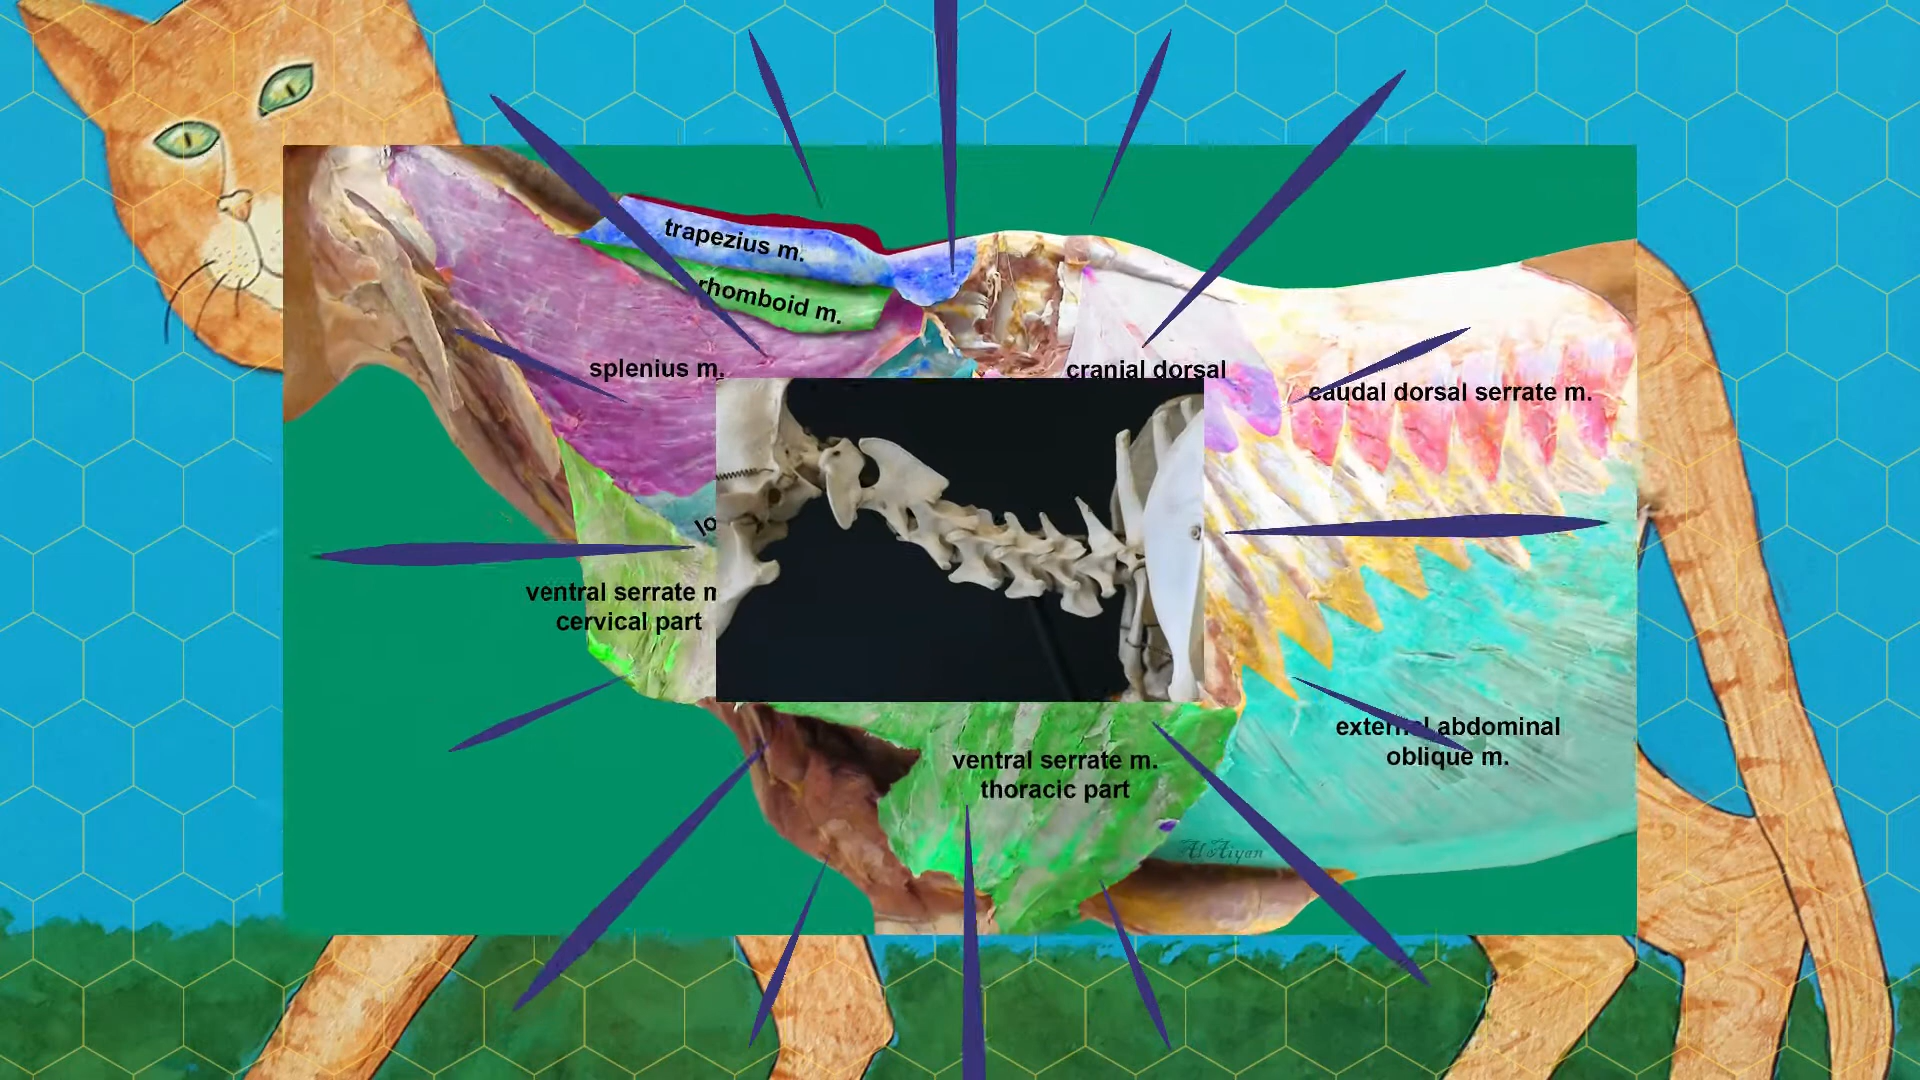 trapezius m.
rhomboid m.
splenius m.
cranial dorsal
caudal dorsal serrate m.
lo
ventral serrate m
cervical part
external abdominal
oblique m.
ventral serrate m.
thoracic part
Al Aiyan